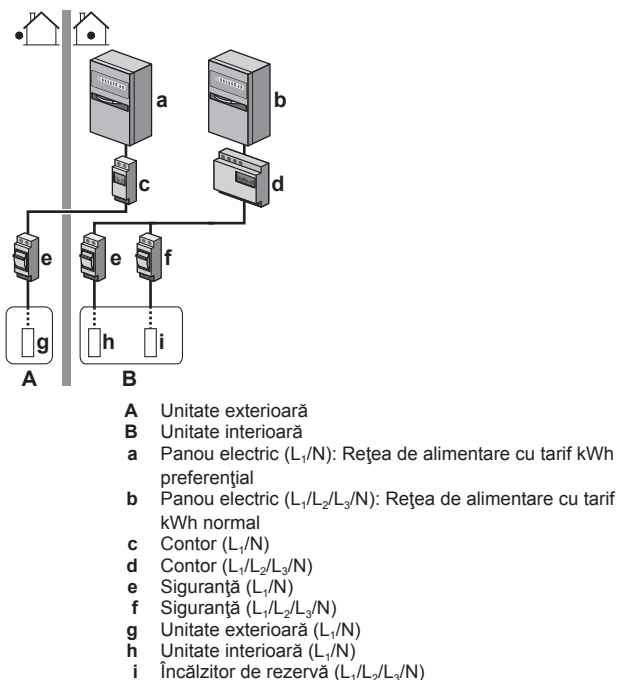 a
b
c
d
e
e
f
g
h
i
A
B
A Unitate exterioară
B Unitate interioară
a Panou electric (L₁/N): Reţea de alimentare cu tarif kWh
preferenţial
b Panou electric (L₁/L₂/L₃/N): Reţea de alimentare cu tarif
kWh normal
c Contor (L₁/N)
d Contor (L₁/L₂/L₃/N)
e Siguranţă (L₁/N)
f Siguranţă (L₁/L₂/L₃/N)
g Unitate exterioară (L₁/N)
h Unitate interioară (L₁/N)
i Încălzitor de rezervă (L₁/L₂/L₃/N)